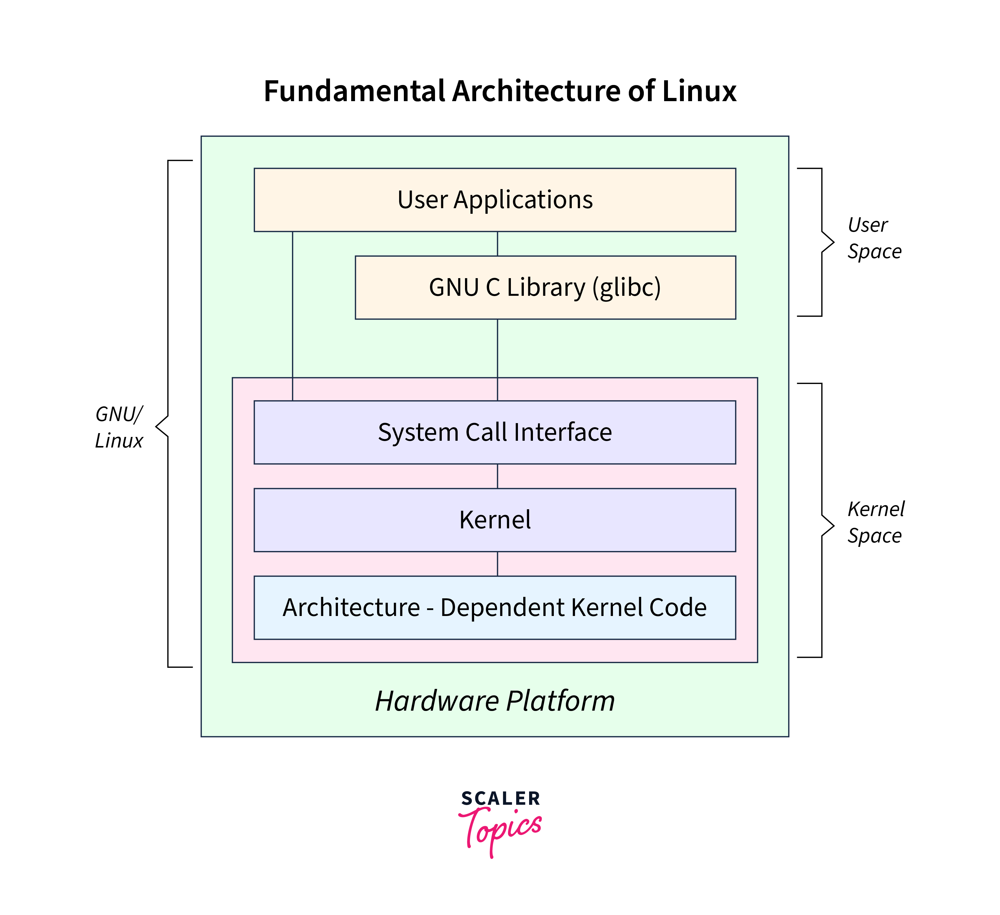 Fundamental Architecture of Linux
User Applications
GNU C Library (glibc)
User
Space
GNU/
Linux
System Call Interface
Kernel
Architecture - Dependent Kernel Code
Kernel
Space
Hardware Platform
SCALER
Topics